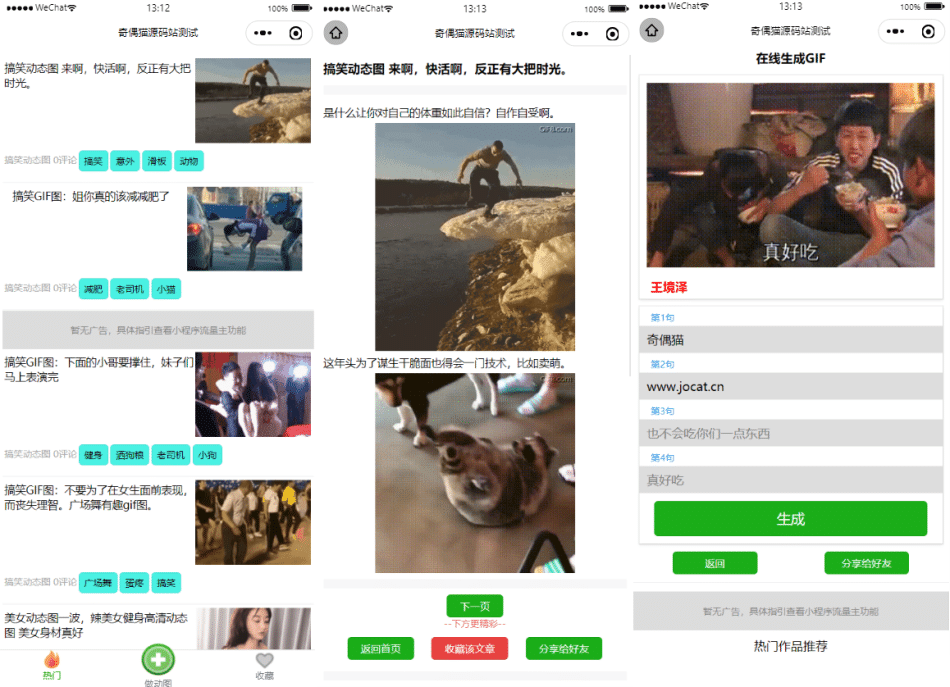 ●●●●● WeChat 13:12 100%
奇偶猫源码站测试
搞笑动态图 来啊，快活啊，反正有大把
时光。
搞笑动态图 0评论 搞笑 意外 滑板 动物
搞笑GIF图：姐你真的该减减肥了
搞笑动态图 0评论 减肥 老司机 小猫
暂无广告，具体指引查看小程序流量主功能
搞笑GIF图：下面的小哥要撑住，妹子们
马上表演完
搞笑动态图 0评论 健身 洒狗粮 老司机 小狗
搞笑GIF图：不要为了在女生面前表现，
而丧失理智。广场舞有趣gif图。
搞笑动态图 0评论 广场舞 蛋疼 搞笑
美女动态图一波，辣美女健身高清动态
图 美女身材真好
热门 做动图 收藏
●●●●● WeChat 13:13 100%
奇偶猫源码站测试
搞笑动态图 来啊，快活啊，反正有大把时光。
是什么让你对自己的体重如此自信？自作自受啊。
GIF8.com
这年头为了谋生干脆面也得会一门技术，比如卖萌。
下一页
--下方更精彩--
返回首页 收藏该文章 分享给好友
●●●●● WeChat 13:13 100%
奇偶猫源码站测试
在线生成GIF
真好吃
王境泽
第1句
奇偶猫
第2句
www.jocat.cn
第3句
也不会吃你们一点东西
第4句
真好吃
生成
返回 分享给好友
暂无广告，具体指引查看小程序流量主功能
热门作品推荐